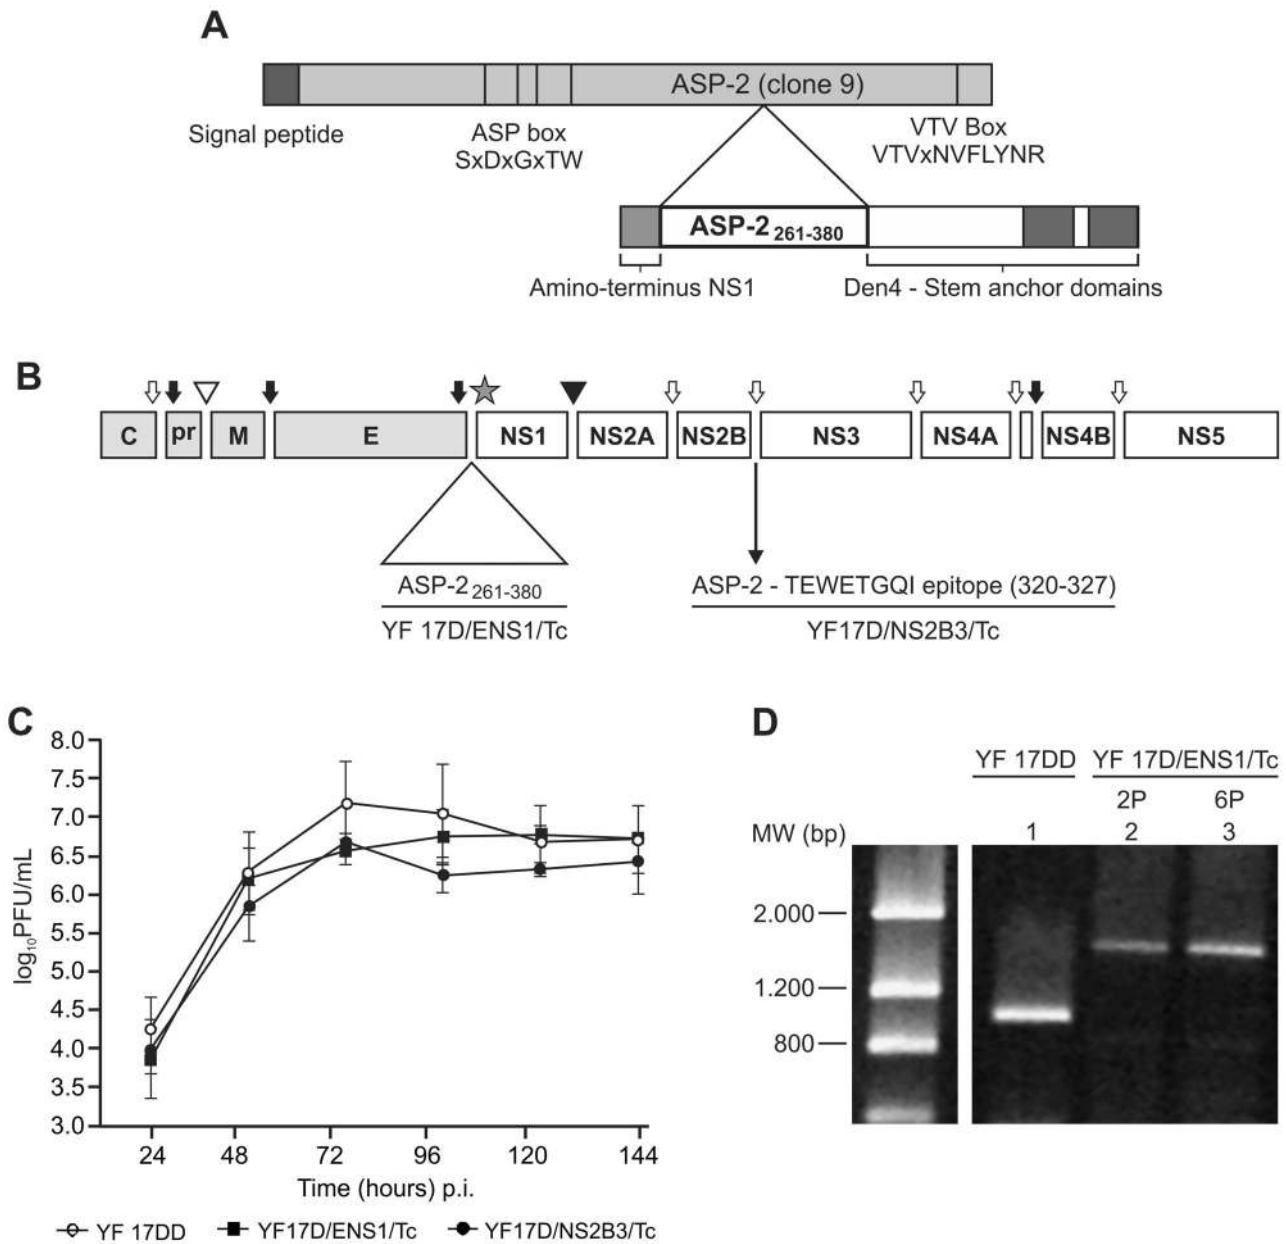 A
ASP-2 (clone 9)
Signal peptide
ASP box
SxDxGxTW
VTV Box
VTVxNVFLYNR
ASP-2 261-380
Amino-terminus NS1
Den4 - Stem anchor domains
B
C pr M E NS1 NS2A NS2B NS3 NS4A NS4B NS5
ASP-2 261-380
YF 17D/ENS1/Tc
ASP-2 - TEWETGQI epitope (320-327)
YF17D/NS2B3/Tc
C
8.0
7.5
7.0
6.5
6.0
5.5
5.0
4.5
4.0
3.5
3.0
log10PFU/mL
24 48 72 96 120 144
Time (hours) p.i.
YF 17DD YF17D/ENS1/Tc YF17D/NS2B3/Tc
D
YF 17DD YF 17D/ENS1/Tc
2P 6P
MW (bp) 1 2 3
2.000
1.200
800